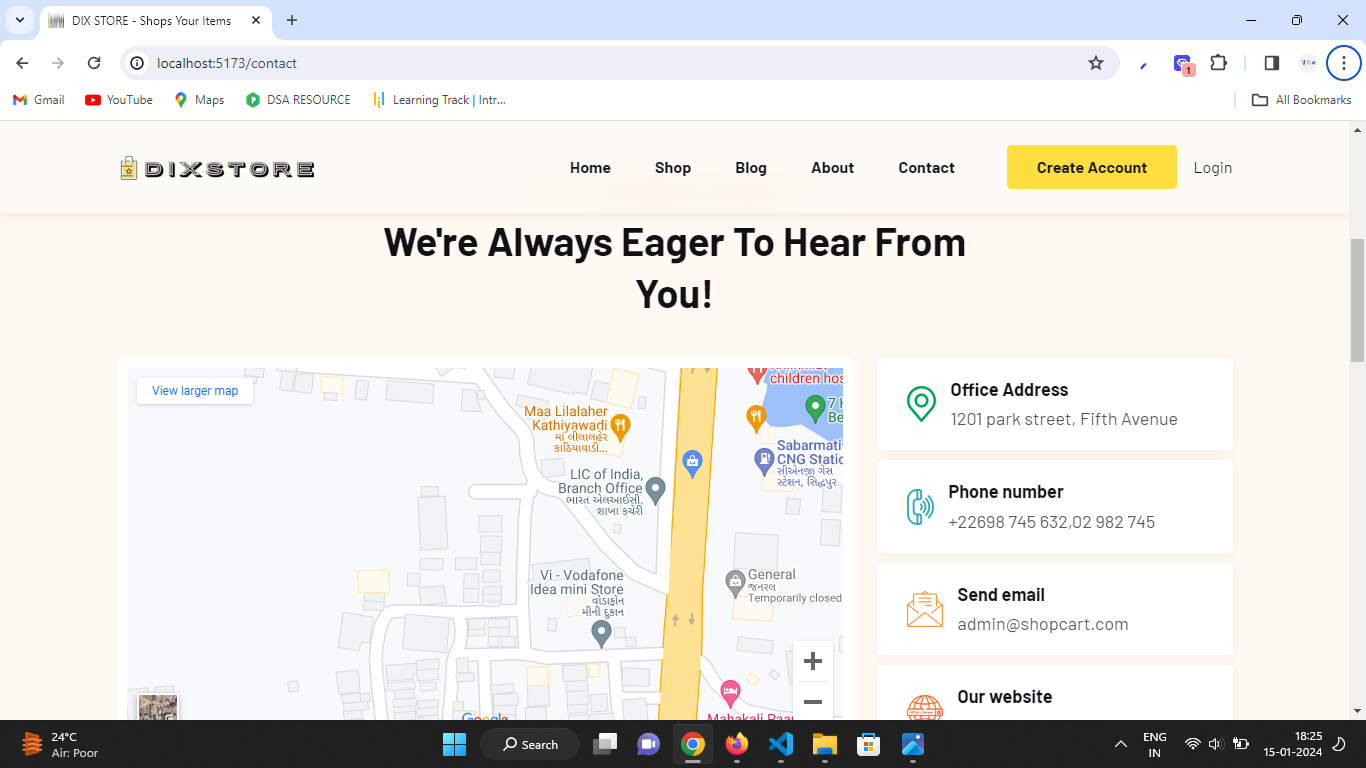 DIX STORE - Shops Your Items
localhost:5173/contact
1
Gmail
YouTube
Maps
DSA RESOURCE
Learning Track | Intr...
All Bookmarks
DIXSTORE
Home
Shop
Blog
About
Contact
Create Account
Login
We're Always Eager To Hear From
You!
View larger map
Maa Lilalaher
Kathiyawadi
માં લીલાલહેર
કાઠિયાવાડી...
LIC of India,
Branch Office
ભારત એલઆઈસી,
શાખા કચેરી
children hos
7 H
Be
Sabarmati
CNG Static
સીએનજી ગેસ
સ્ટેશન, સિદ્ધપુર
Vi - Vodafone
Idea mini Store
વોડાફોન
મીની દુકાન
General
જનરલ
Temporarily closed
Mahakali Paan
Google
Office Address
1201 park street, Fifth Avenue
Phone number
+22698 745 632,02 982 745
Send email
admin@shopcart.com
Our website
24°C
Air: Poor
Search
ENG
IN
18:25
15-01-2024